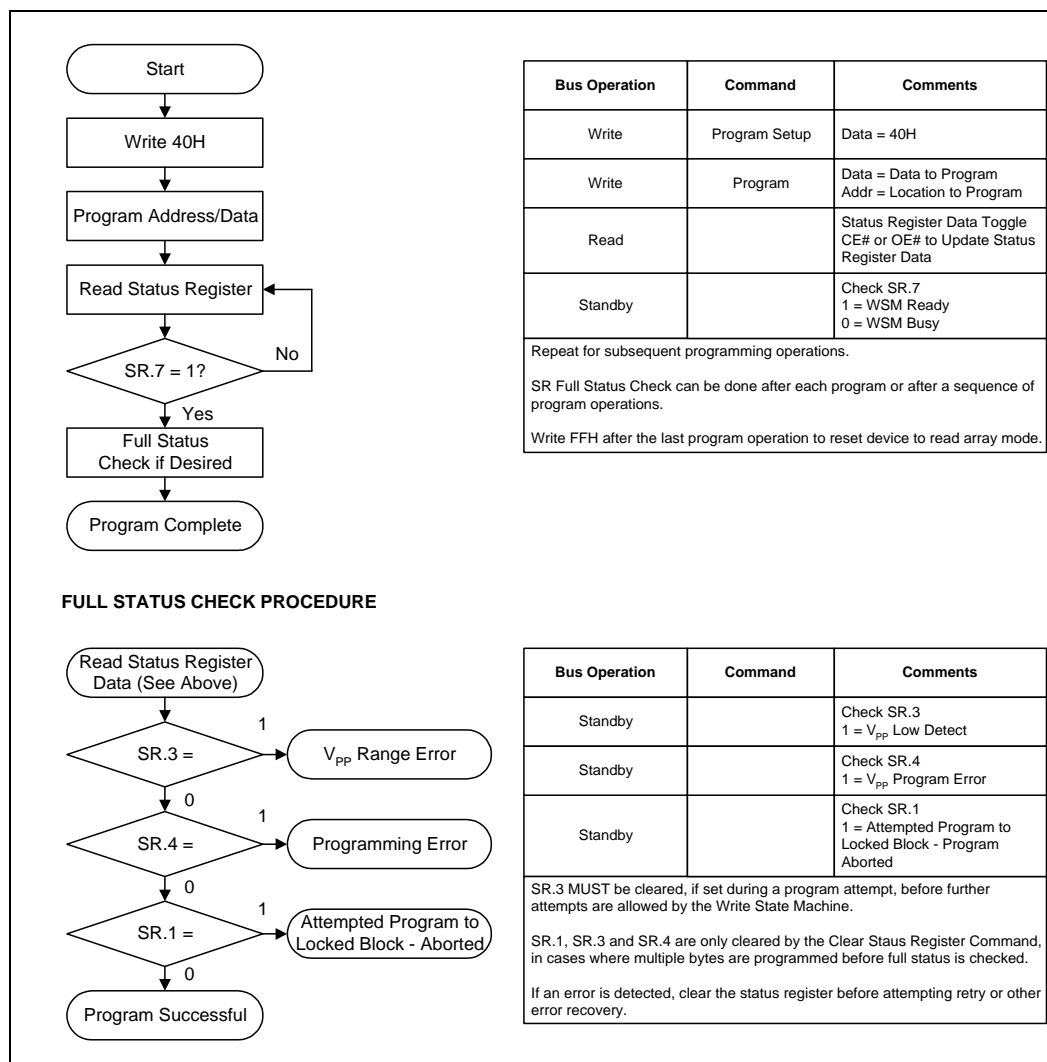 Start
Write 40H
Program Address/Data
Read Status Register
No
SR.7 = 1?
Yes
Full Status
Check if Desired
Program Complete
Bus Operation Command Comments
Write Program Setup Data = 40H
Write Program Data = Data to Program
Addr = Location to Program
Read Status Register Data Toggle
CE# or OE# to Update Status
Register Data
Standby Check SR.7
1 = WSM Ready
0 = WSM Busy
Repeat for subsequent programming operations.
SR Full Status Check can be done after each program or after a sequence of
program operations.
Write FFH after the last program operation to reset device to read array mode.
FULL STATUS CHECK PROCEDURE
Read Status Register
Data (See Above)
1
SR.3 =
VPP Range Error
0
1
SR.4 =
Programming Error
0
1
SR.1 =
Attempted Program to
Locked Block - Aborted
0
Program Successful
Bus Operation Command Comments
Standby Check SR.3
1 = VPP Low Detect
Standby Check SR.4
1 = VPP Program Error
Standby Check SR.1
1 = Attempted Program to
Locked Block - Program
Aborted
SR.3 MUST be cleared, if set during a program attempt, before further
attempts are allowed by the Write State Machine.
SR.1, SR.3 and SR.4 are only cleared by the Clear Staus Register Command,
in cases where multiple bytes are programmed before full status is checked.
If an error is detected, clear the status register before attempting retry or other
error recovery.